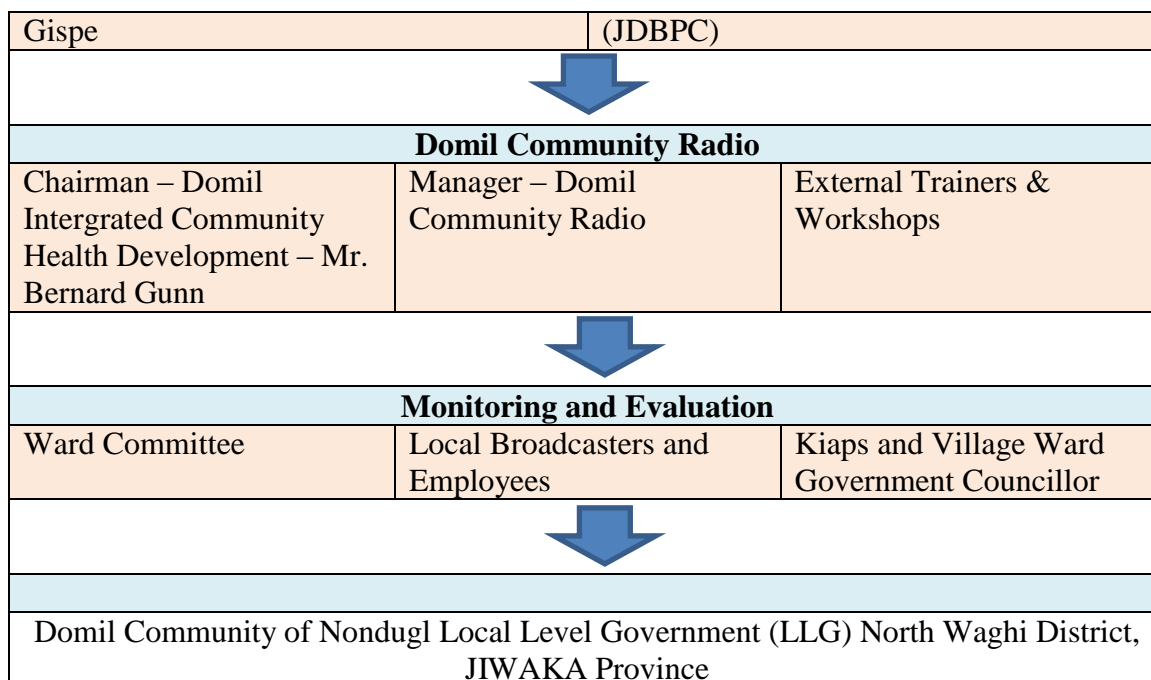 Gispe (JDBPC)
Domil Community Radio
Chairman – Domil
Intergrated Community
Health Development – Mr.
Bernard Gunn
Manager – Domil
Community Radio
External Trainers &
Workshops
Monitoring and Evaluation
Ward Committee
Local Broadcasters and
Employees
Kiaps and Village Ward
Government Councillor
Domil Community of Nondugl Local Level Government (LLG) North Waghi District,
JIWAKA Province